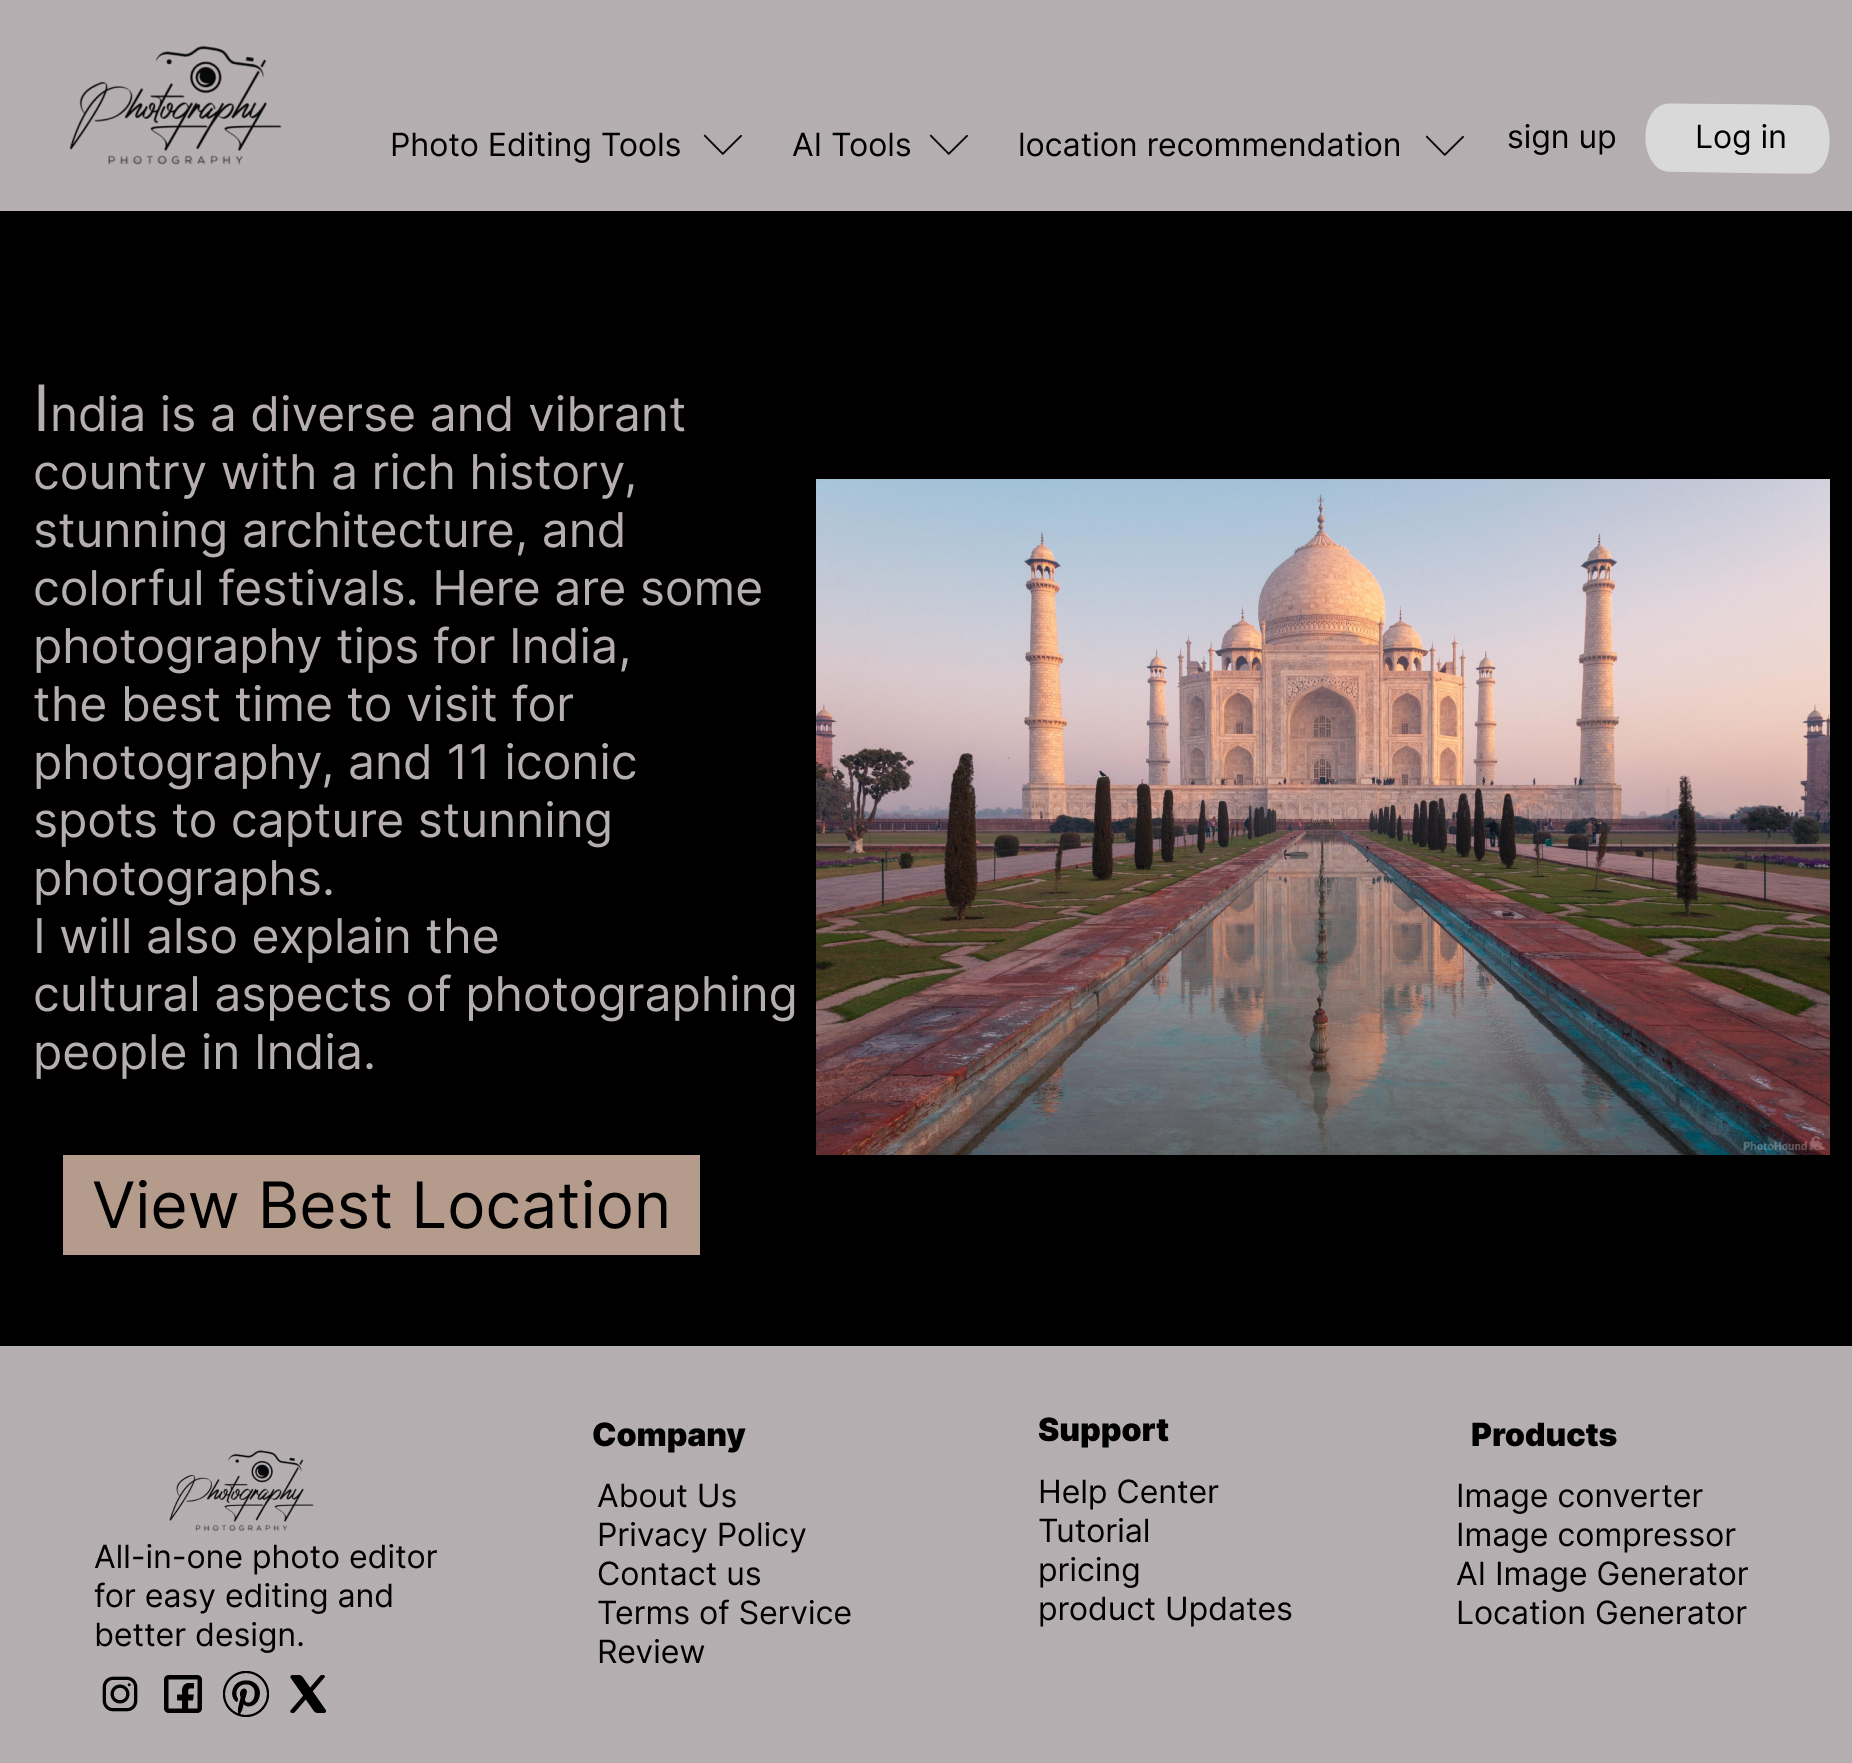 Photography
PHOTOGRAPHY
Photo Editing Tools
AI Tools
location recommendation
sign up
Log in
India is a diverse and vibrant
country with a rich history,
stunning architecture, and
colorful festivals. Here are some
photography tips for India,
the best time to visit for
photography, and 11 iconic
spots to capture stunning
photographs.
I will also explain the
cultural aspects of photographing
people in India.
PhotoHound
View Best Location
Photography
PHOTOGRAPHY
All-in-one photo editor
for easy editing and
better design.
Company
About Us
Privacy Policy
Contact us
Terms of Service
Review
Support
Help Center
Tutorial
pricing
product Updates
Products
Image converter
Image compressor
AI Image Generator
Location Generator